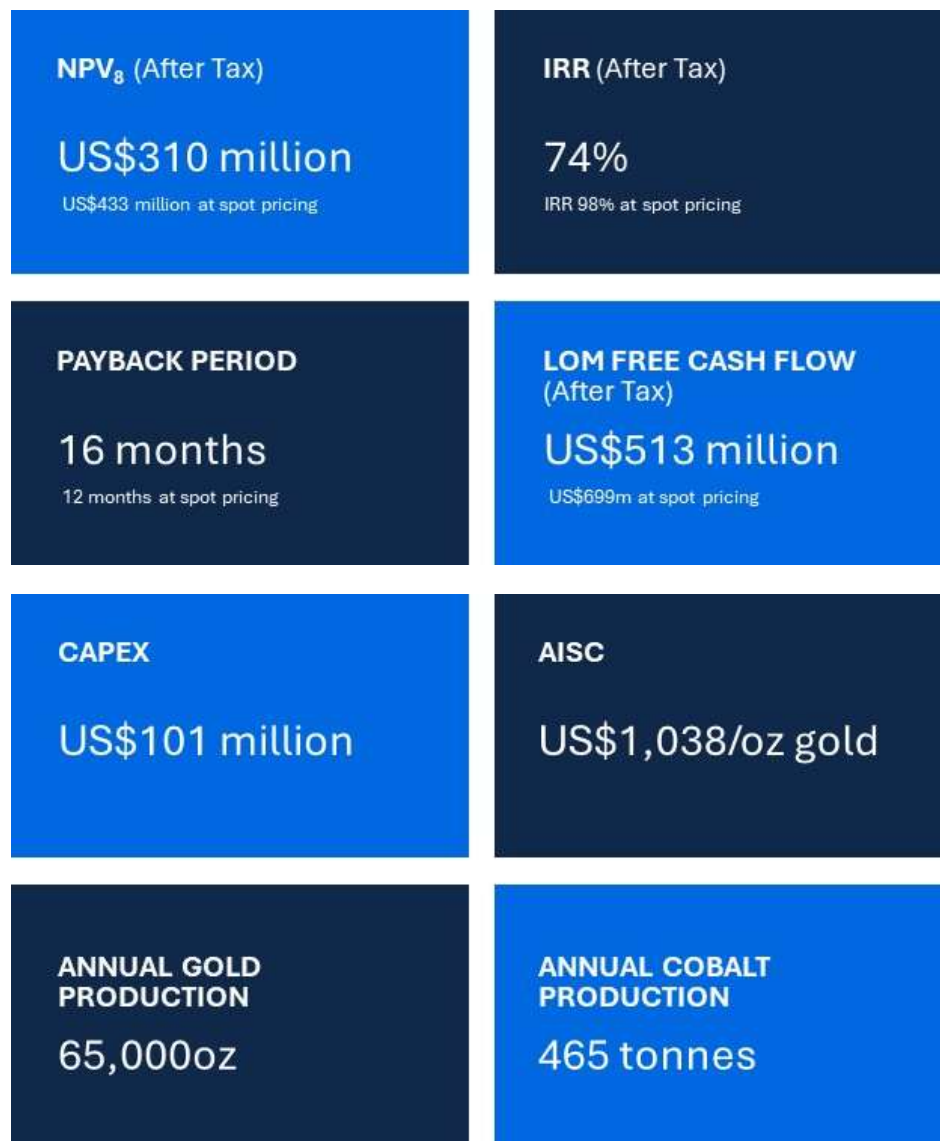 NPV₈ (After Tax)
US$310 million
US$433 million at spot pricing
IRR (After Tax)
74%
IRR 98% at spot pricing
PAYBACK PERIOD
16 months
12 months at spot pricing
LOM FREE CASH FLOW
(After Tax)
US$513 million
US$699m at spot pricing
CAPEX
US$101 million
AISC
US$1,038/oz gold
ANNUAL GOLD
PRODUCTION
65,000oz
ANNUAL COBALT
PRODUCTION
465 tonnes